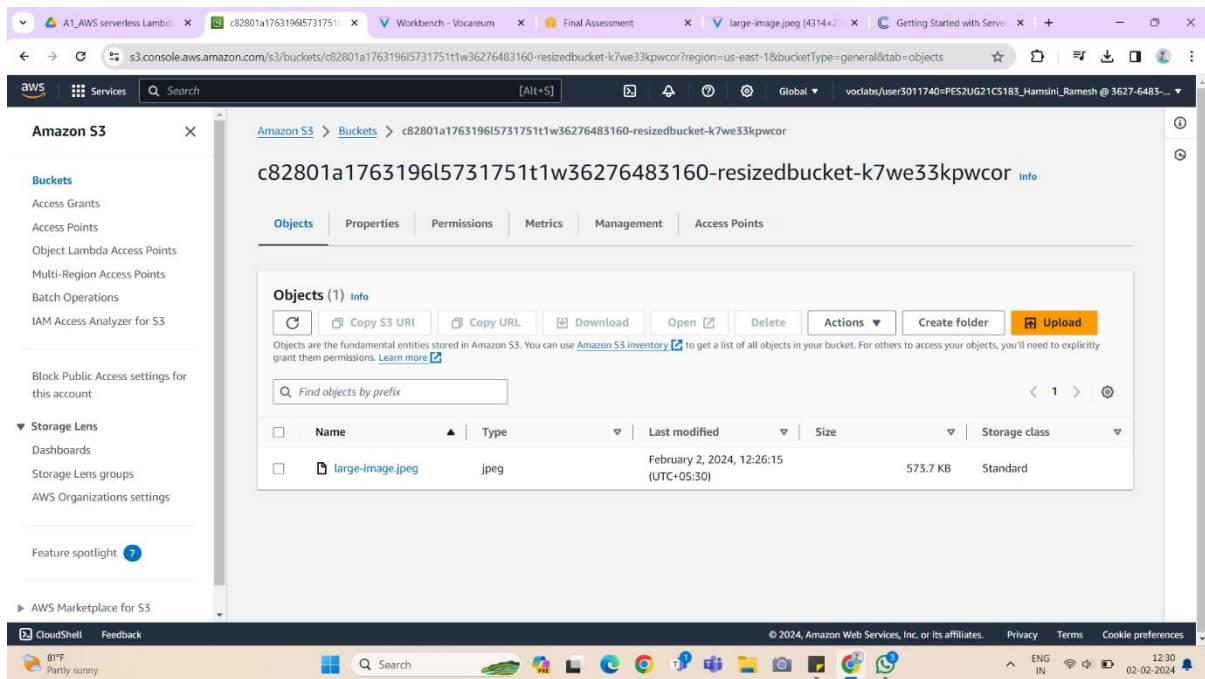 A1_AWS serverless Lambd
c82801a1763196l5731751
Workbench - Vocareum
Final Assessment
large-image.jpeg (4314×2
Getting Started with Serve
s3.console.aws.amazon.com/s3/buckets/c82801a1763196l5731751t1w36276483160-resizedbucket-k7we33kpwcor?region=us-east-1&bucketType=general&tab=objects
aws
Services
Search
[Alt+S]
Global
voclabs/user3011740=PES2UG21CS183_Hamsini_Ramesh @ 3627-6483-...
Amazon S3
Buckets
Access Grants
Access Points
Object Lambda Access Points
Multi-Region Access Points
Batch Operations
IAM Access Analyzer for S3
Block Public Access settings for
this account
Storage Lens
Dashboards
Storage Lens groups
AWS Organizations settings
Feature spotlight 7
AWS Marketplace for S3
Amazon S3 > Buckets > c82801a1763196l5731751t1w36276483160-resizedbucket-k7we33kpwcor
c82801a1763196l5731751t1w36276483160-resizedbucket-k7we33kpwcor Info
Objects
Properties
Permissions
Metrics
Management
Access Points
Objects (1) Info
Copy S3 URI
Copy URL
Download
Open
Delete
Actions
Create folder
Upload
Objects are the fundamental entities stored in Amazon S3. You can use Amazon S3 inventory to get a list of all objects in your bucket. For others to access your objects, you'll need to explicitly
grant them permissions. Learn more
Find objects by prefix
1
Name
Type
Last modified
Size
Storage class
large-image.jpeg
jpeg
February 2, 2024, 12:26:15
(UTC+05:30)
573.7 KB
Standard
CloudShell
Feedback
© 2024, Amazon Web Services, Inc. or its affiliates.
Privacy
Terms
Cookie preferences
81°F
Partly sunny
Search
ENG
IN
12:30
02-02-2024